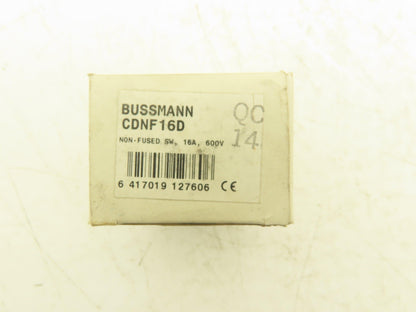 BUSSMANN
CDNF16D
QC
14
NON-FUSED SW, 16A, 600V
6 417019 127606 CE